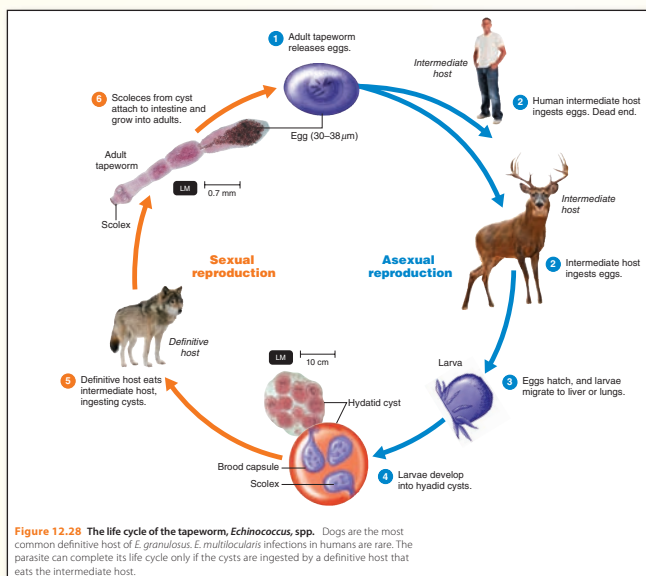 1 Adult tapeworm
releases eggs.
Intermediate
host
2 Human intermediate host
ingests eggs. Dead end.
6 Scoleces from cyst
attach to intestine and
grow into adults.
Egg (30–38 µm)
Adult
tapeworm
LM
0.7 mm
Scolex
Intermediate
host
Sexual
reproduction
Asexual
reproduction
2 Intermediate host
ingests eggs.
Definitive
host
LM
10 cm
Larva
5 Definitive host eats
intermediate host,
ingesting cysts.
3 Eggs hatch, and larvae
migrate to liver or lungs.
Hydatid cyst
Brood capsule
Scolex
4 Larvae develop
into hyadid cysts.
Figure 12.28 The life cycle of the tapeworm, Echinococcus, spp. Dogs are the most
common definitive host of E. granulosus. E. multilocularis infections in humans are rare. The
parasite can complete its life cycle only if the cysts are ingested by a definitive host that
eats the intermediate host.